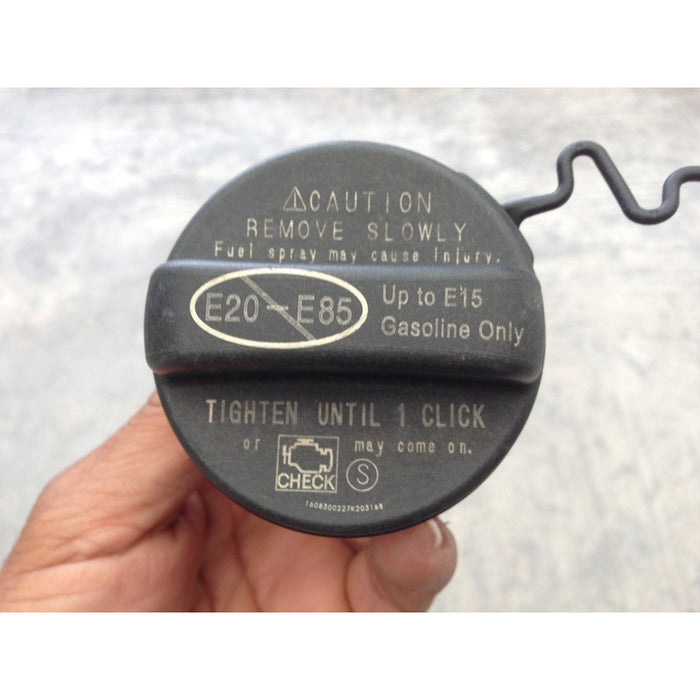 ⚠CAUTION
REMOVE SLOWLY
Fuel spray may cause injury.
E20-E85
Up to E15
Gasoline Only
TIGHTEN UNTIL 1 CLICK
or CHECK may come on.
S
1608300227K203168